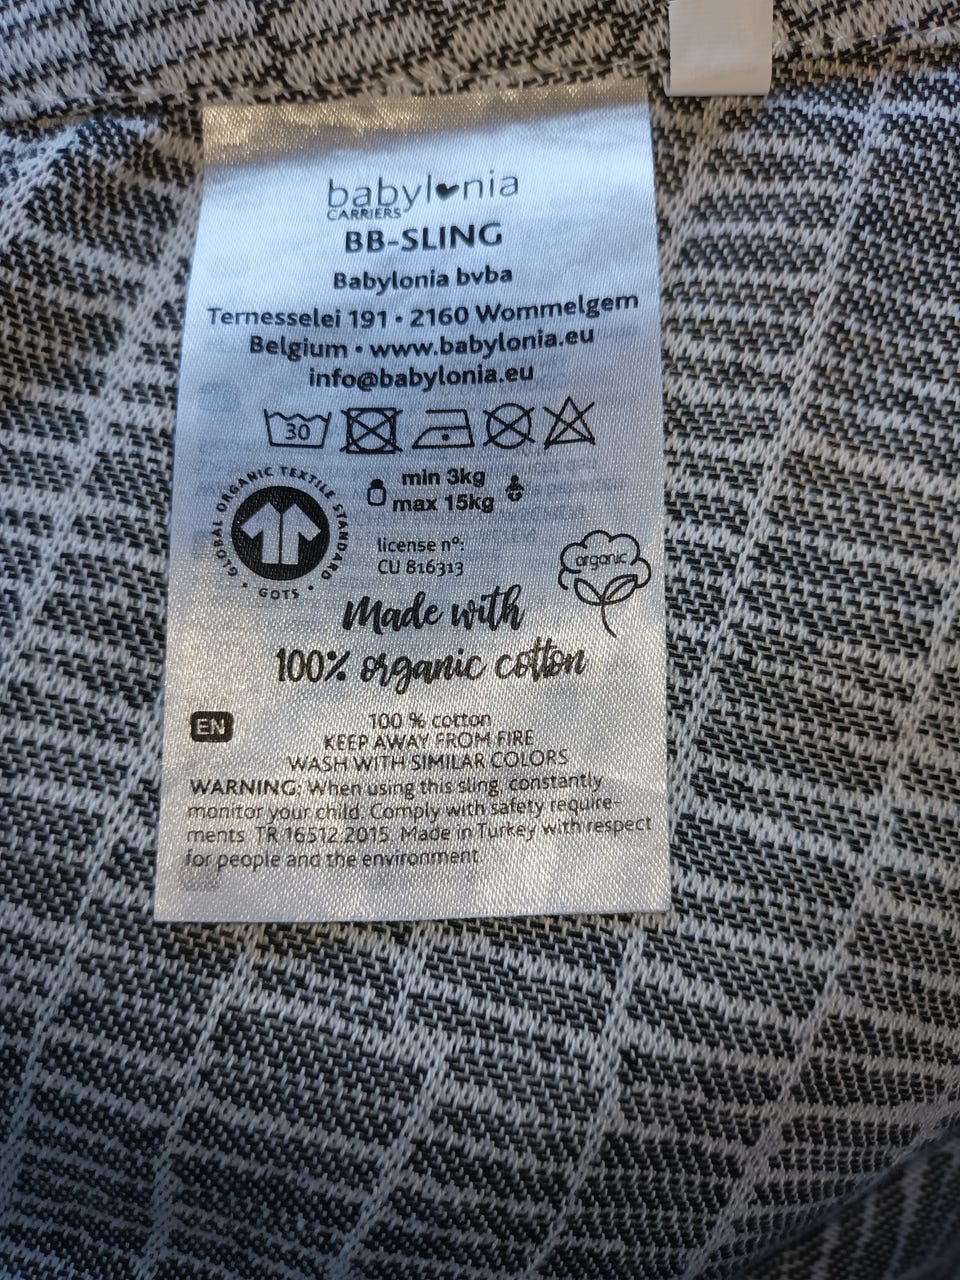 babylonia
CARRIERS
BB-SLING
Babylonia bvba
Ternesselei 191 • 2160 Wommelgem
Belgium • www.babylonia.eu
info@babylonia.eu
30
GLOBAL ORGANIC TEXTILE STANDARD • GOTS •
min 3kg
max 15kg
license n°:
CU 816313
organic
Made with
100% organic cotton
EN
100 % cotton
KEEP AWAY FROM FIRE
WASH WITH SIMILAR COLORS
WARNING: When using this sling, constantly
monitor your child. Comply with safety require-
ments TR 16512:2015. Made in Turkey with respect
for people and the environment.